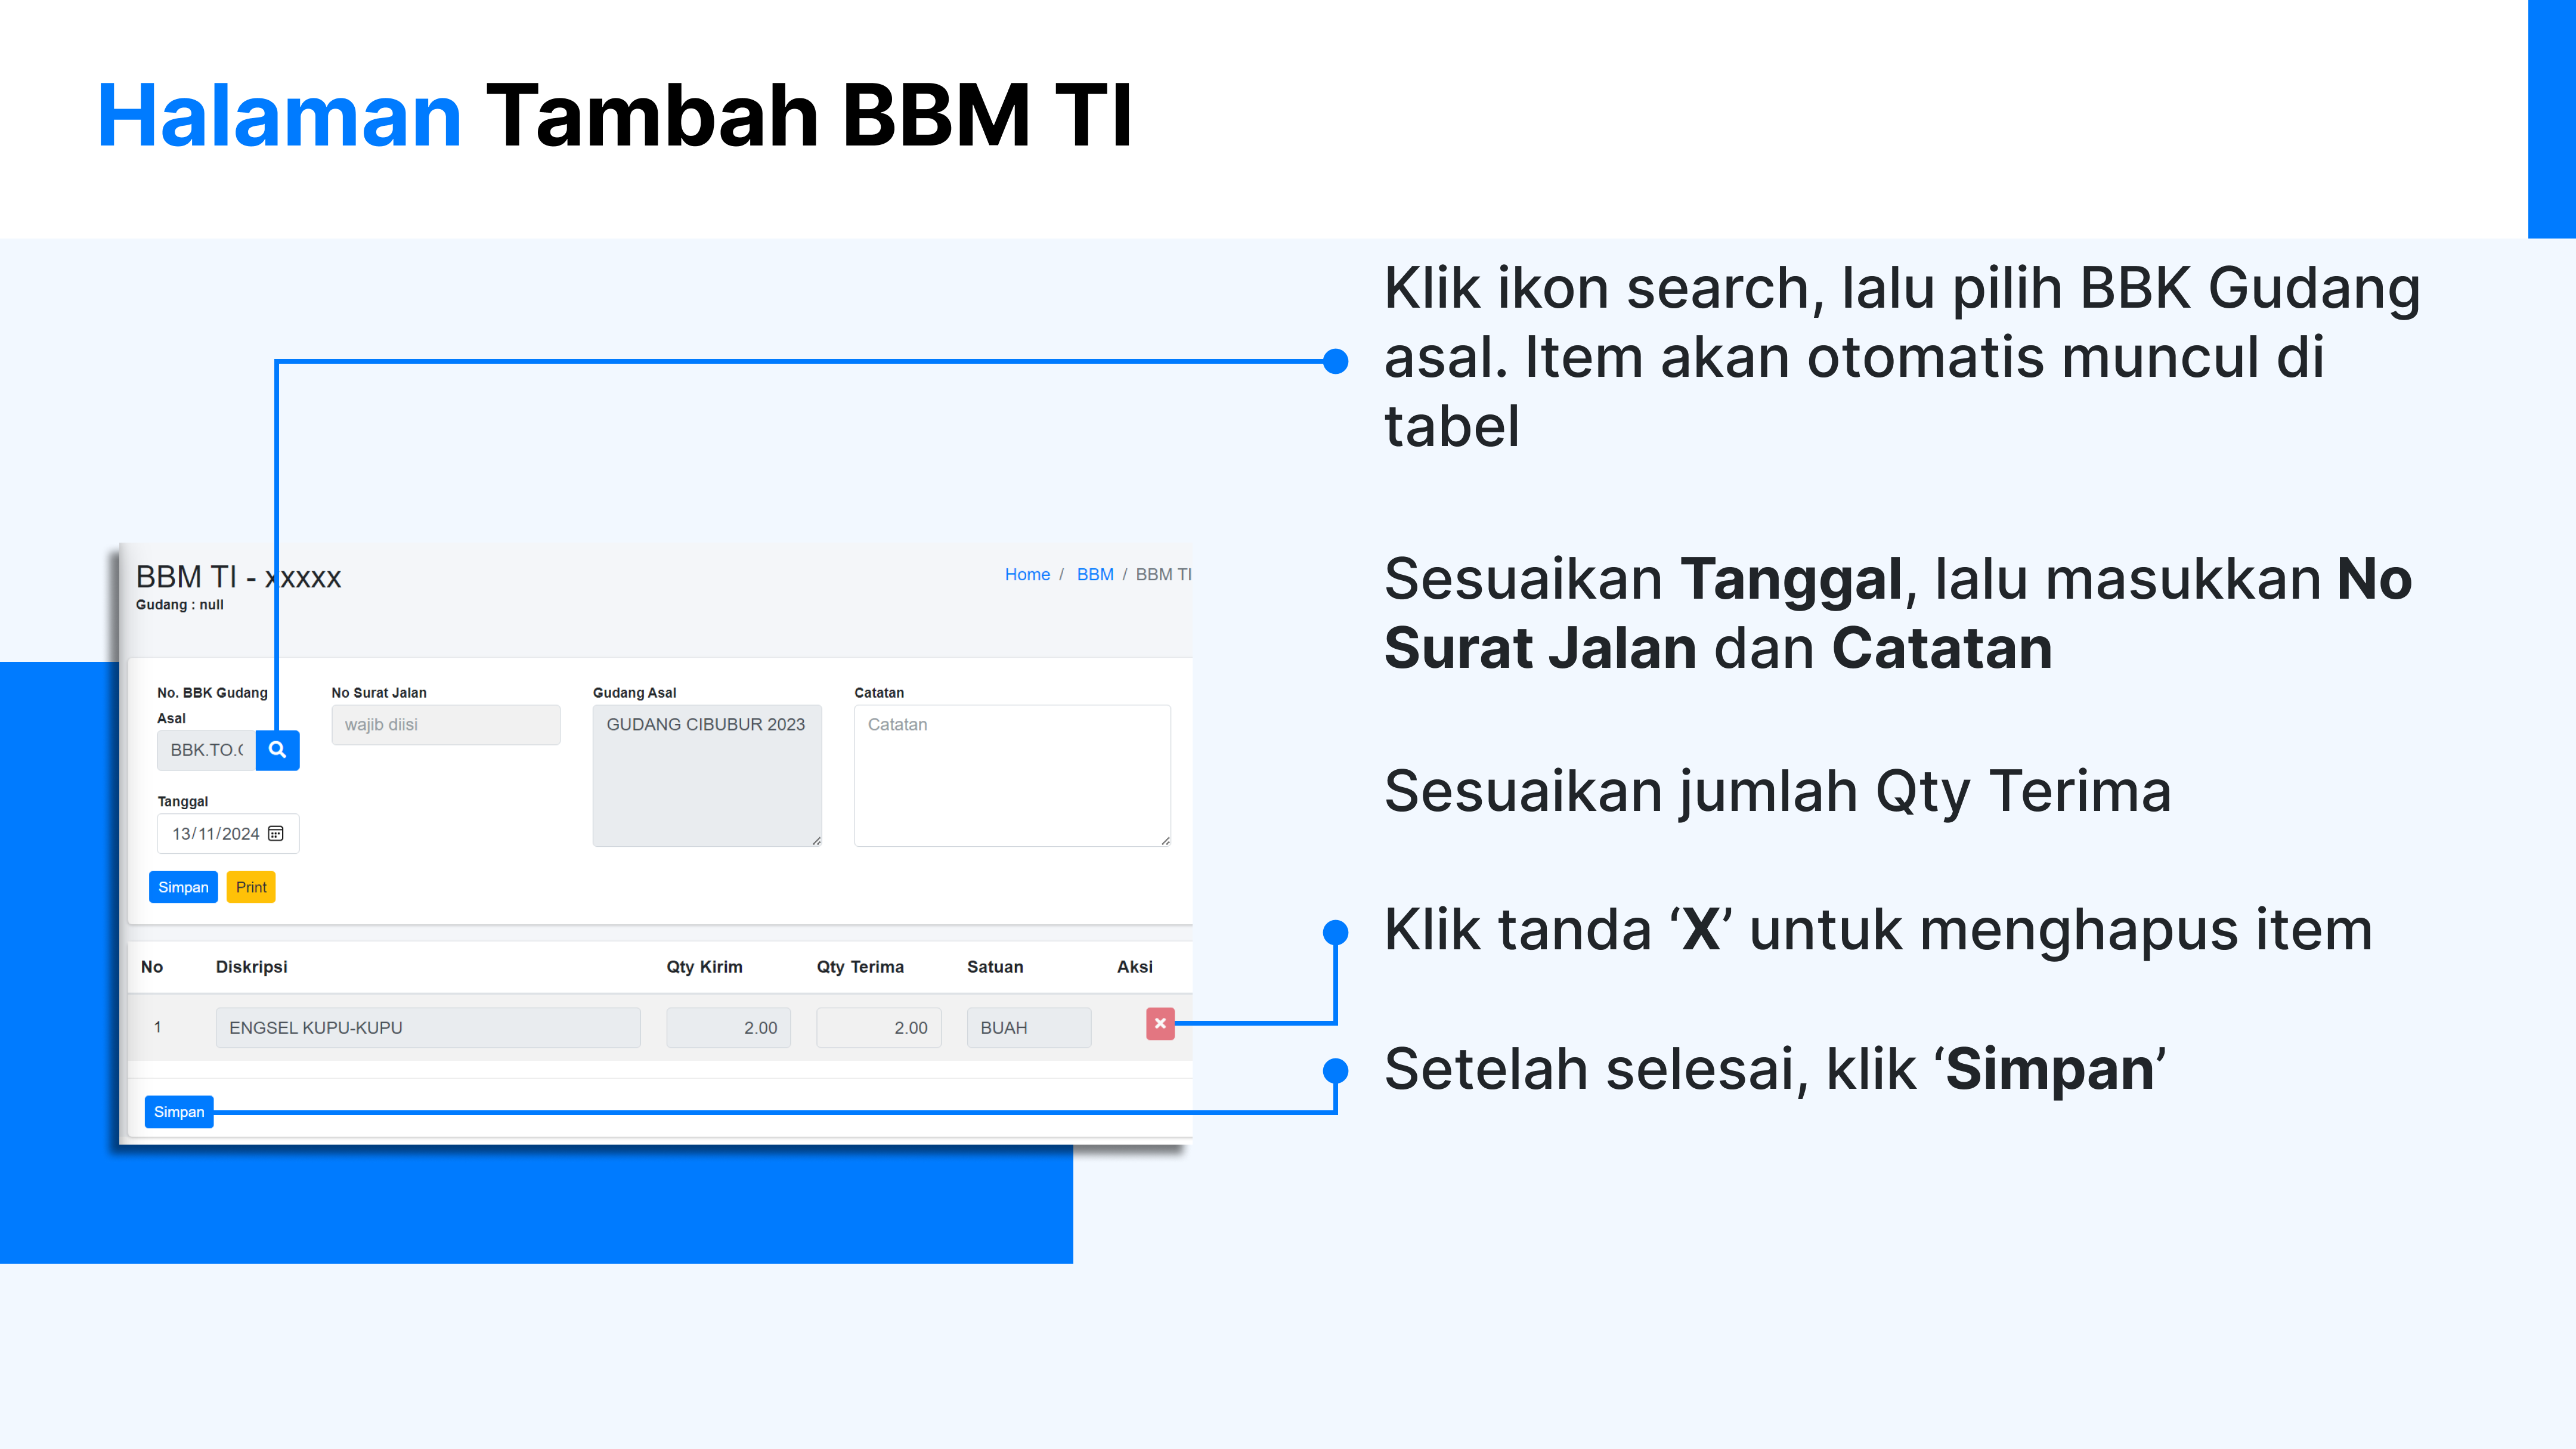 Halaman Tambah BBM TI
Klik ikon search, lalu pilih BBK Gudang
asal. Item akan otomatis muncul di
tabel
Sesuaikan Tanggal, lalu masukkan No
Surat Jalan dan Catatan
Sesuaikan jumlah Qty Terima
Klik tanda ‘X’ untuk menghapus item
Setelah selesai, klik ‘Simpan’
BBM TI - xxxxx
Home / BBM / BBM TI
Gudang : null
No. BBK Gudang
Asal
BBK.TO.
No Surat Jalan
wajib diisi
Gudang Asal
GUDANG CIBUBUR 2023
Catatan
Catatan
Tanggal
13/11/2024
Simpan Print
No Diskripsi Qty Kirim Qty Terima Satuan Aksi
1 ENGSEL KUPU-KUPU 2.00 2.00 BUAH
Simpan